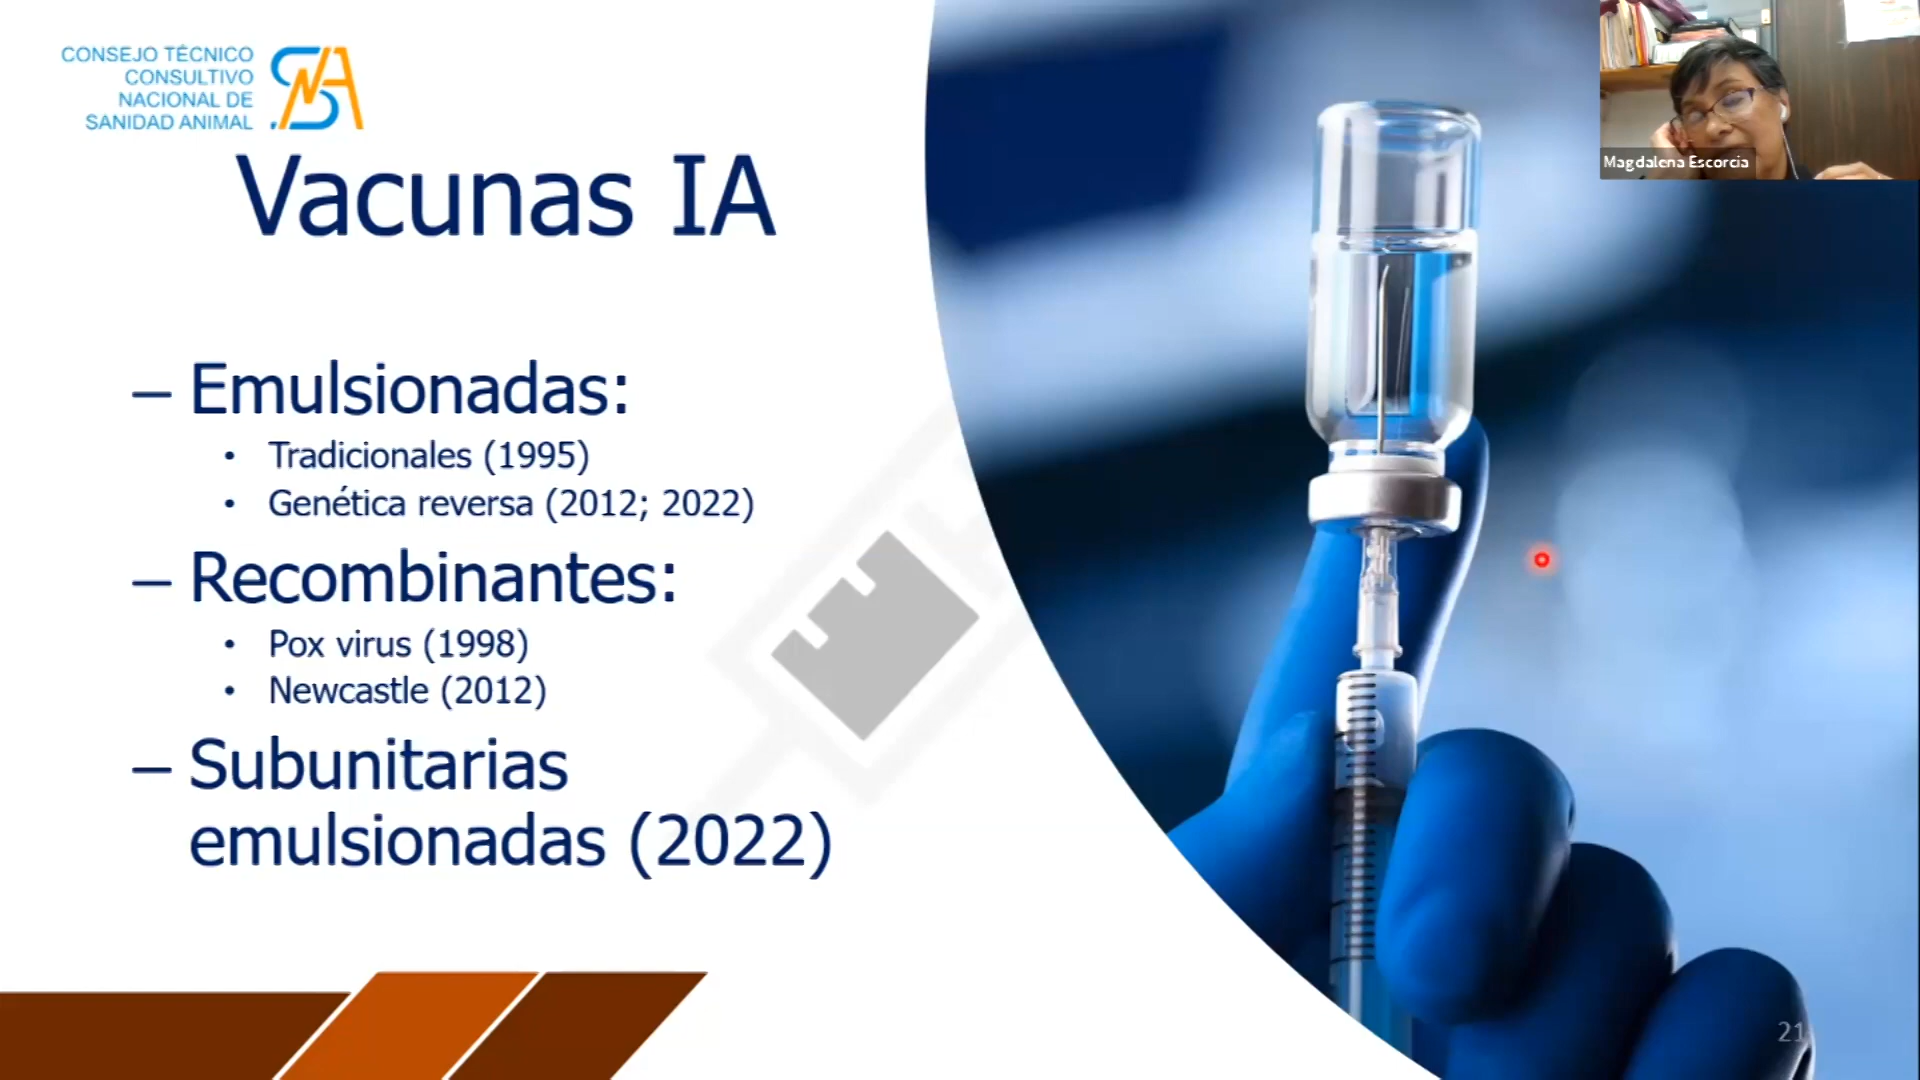 CONSEJO TÉCNICO
CONSULTIVO
NACIONAL DE
SANIDAD ANIMAL
Vacunas IA
– Emulsionadas:
• Tradicionales (1995)
• Genética reversa (2012; 2022)
– Recombinantes:
• Pox virus (1998)
• Newcastle (2012)
– Subunitarias
emulsionadas (2022)
Magdalena Escorcia
21